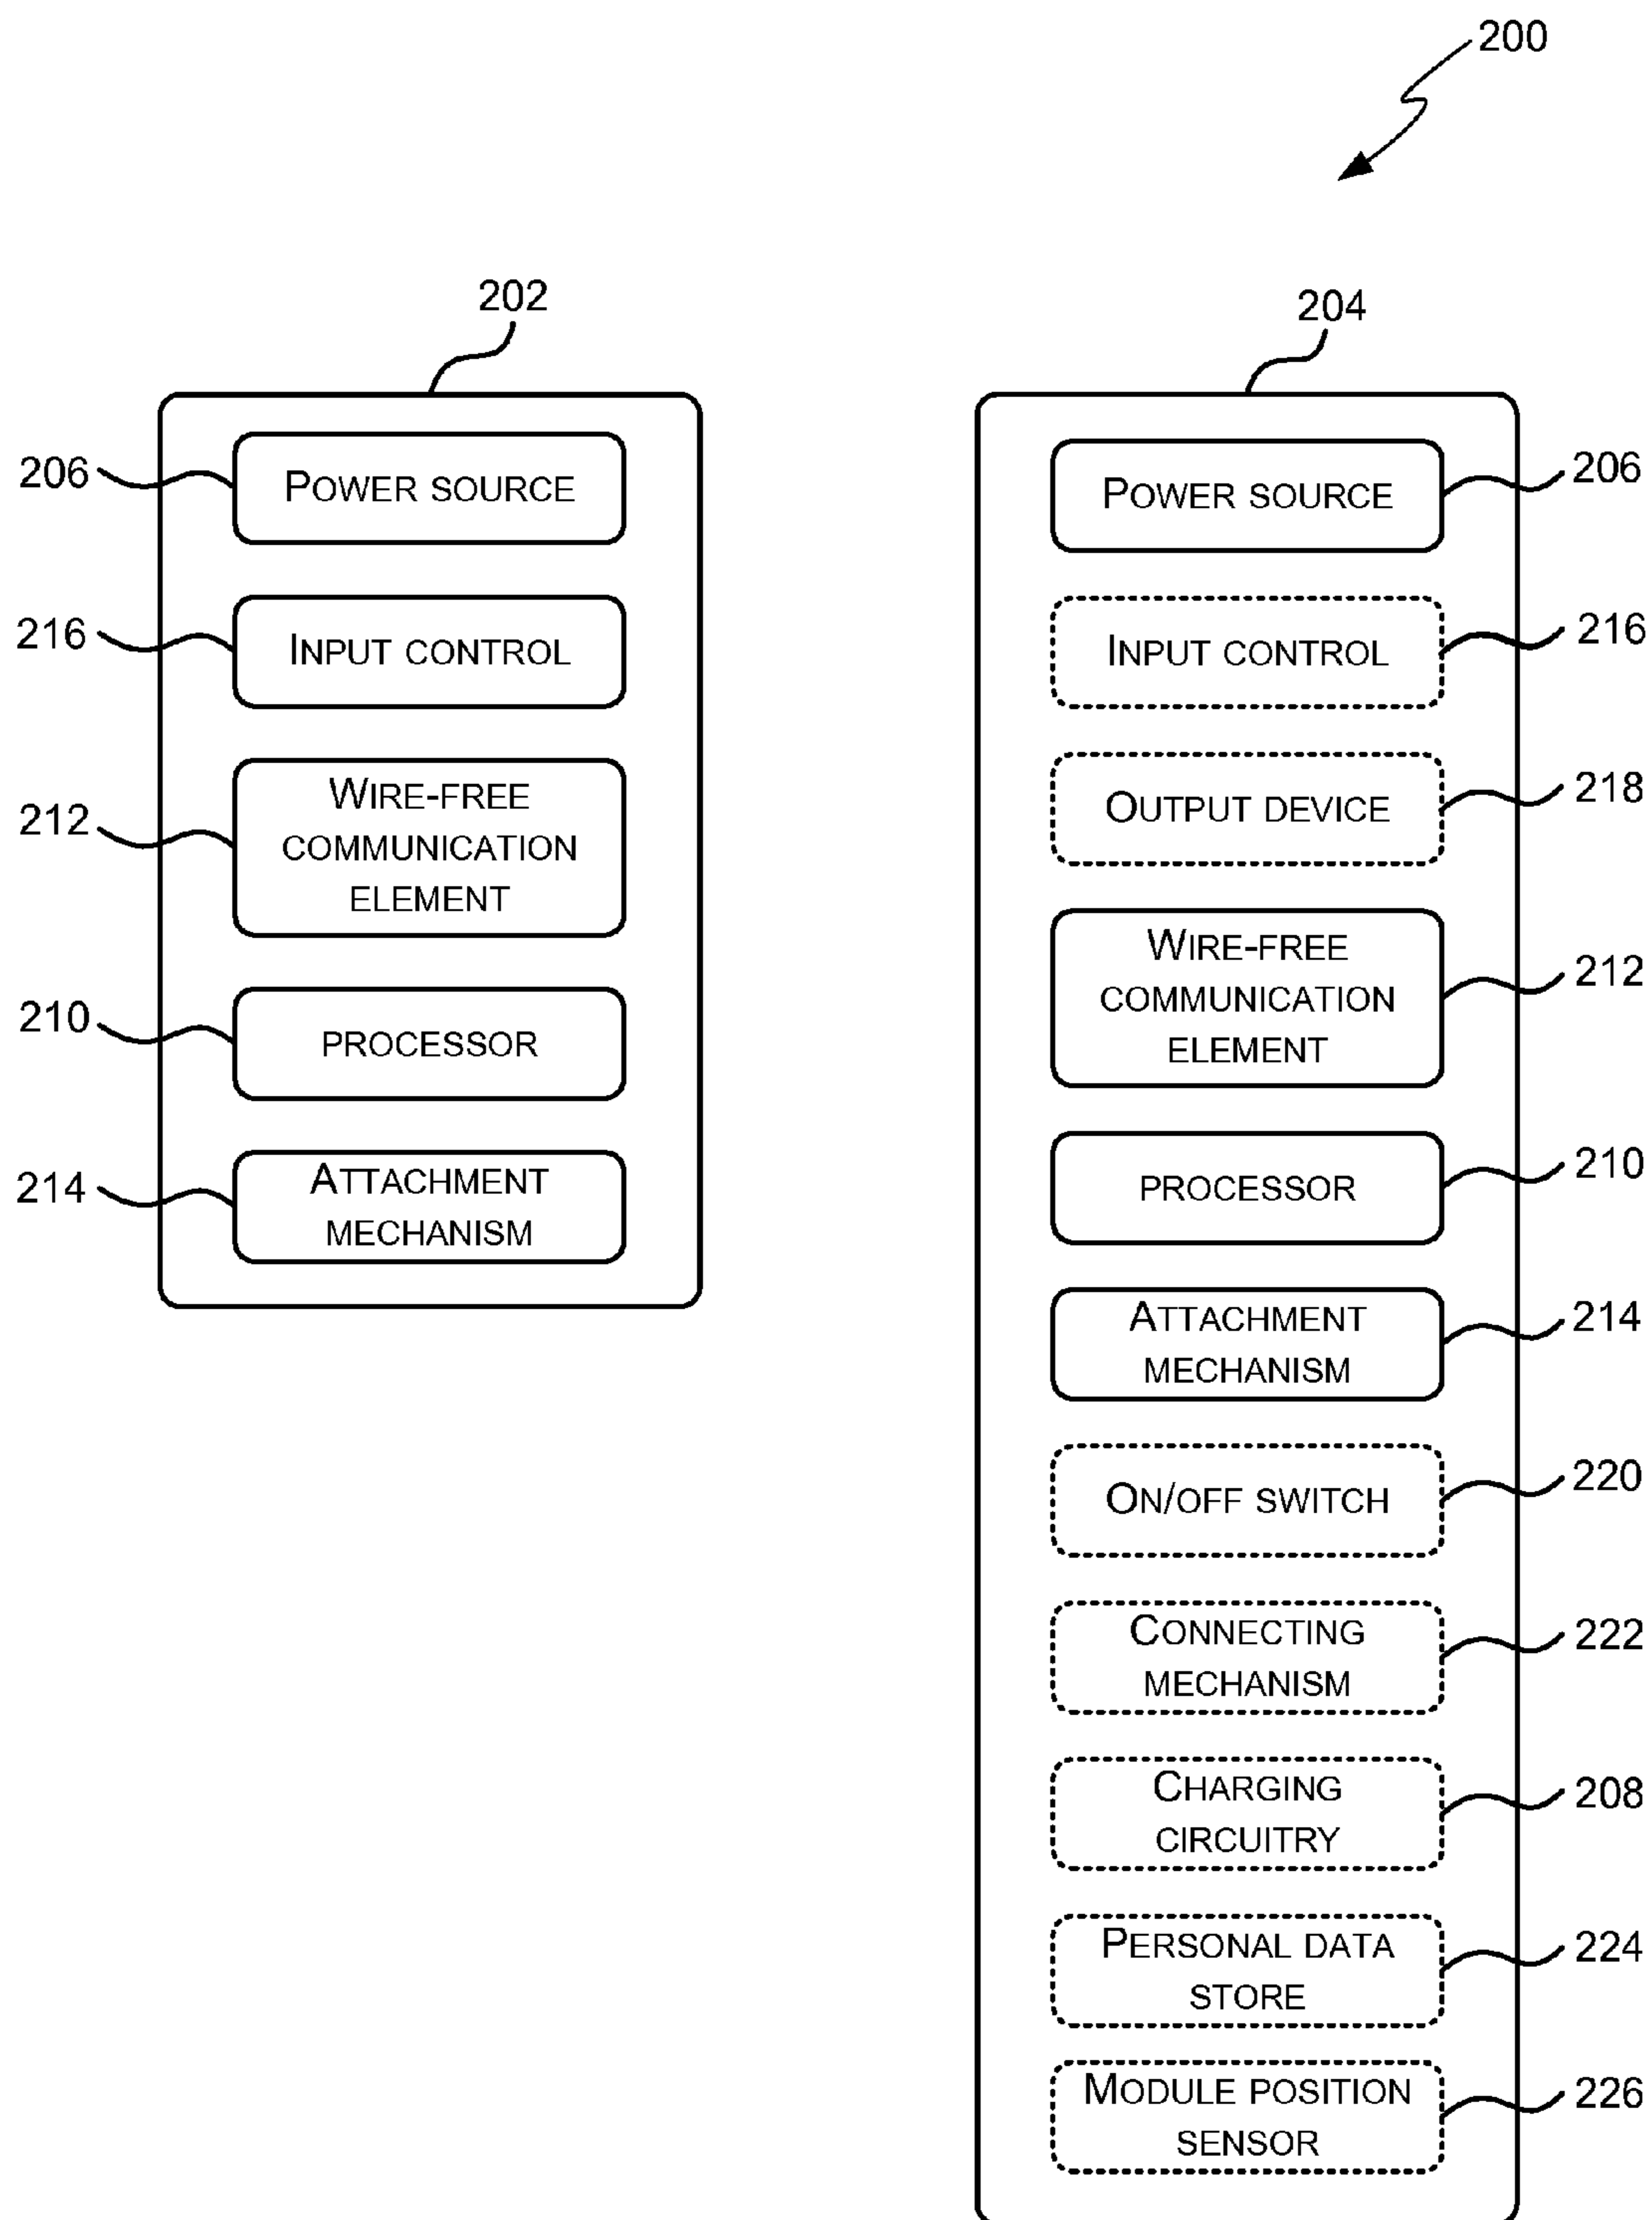 200
202
206
POWER SOURCE
216
INPUT CONTROL
212
WIRE-FREE
COMMUNICATION
ELEMENT
210
PROCESSOR
214
ATTACHMENT
MECHANISM
204
POWER SOURCE
206
INPUT CONTROL
216
OUTPUT DEVICE
218
WIRE-FREE
COMMUNICATION
ELEMENT
212
PROCESSOR
210
ATTACHMENT
MECHANISM
214
ON/OFF SWITCH
220
CONNECTING
MECHANISM
222
CHARGING
CIRCUITRY
208
PERSONAL DATA
STORE
224
MODULE POSITION
SENSOR
226